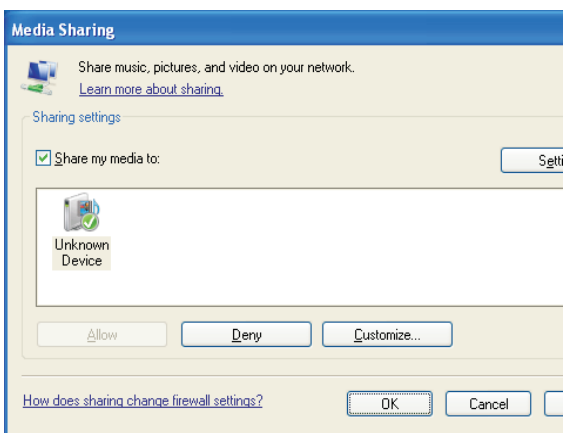 Media Sharing
Share music, pictures, and video on your network.
Learn more about sharing.
Sharing settings
Share my media to:
Unknown
Device
Allow
Deny
Customize...
How does sharing change firewall settings?
OK
Cancel